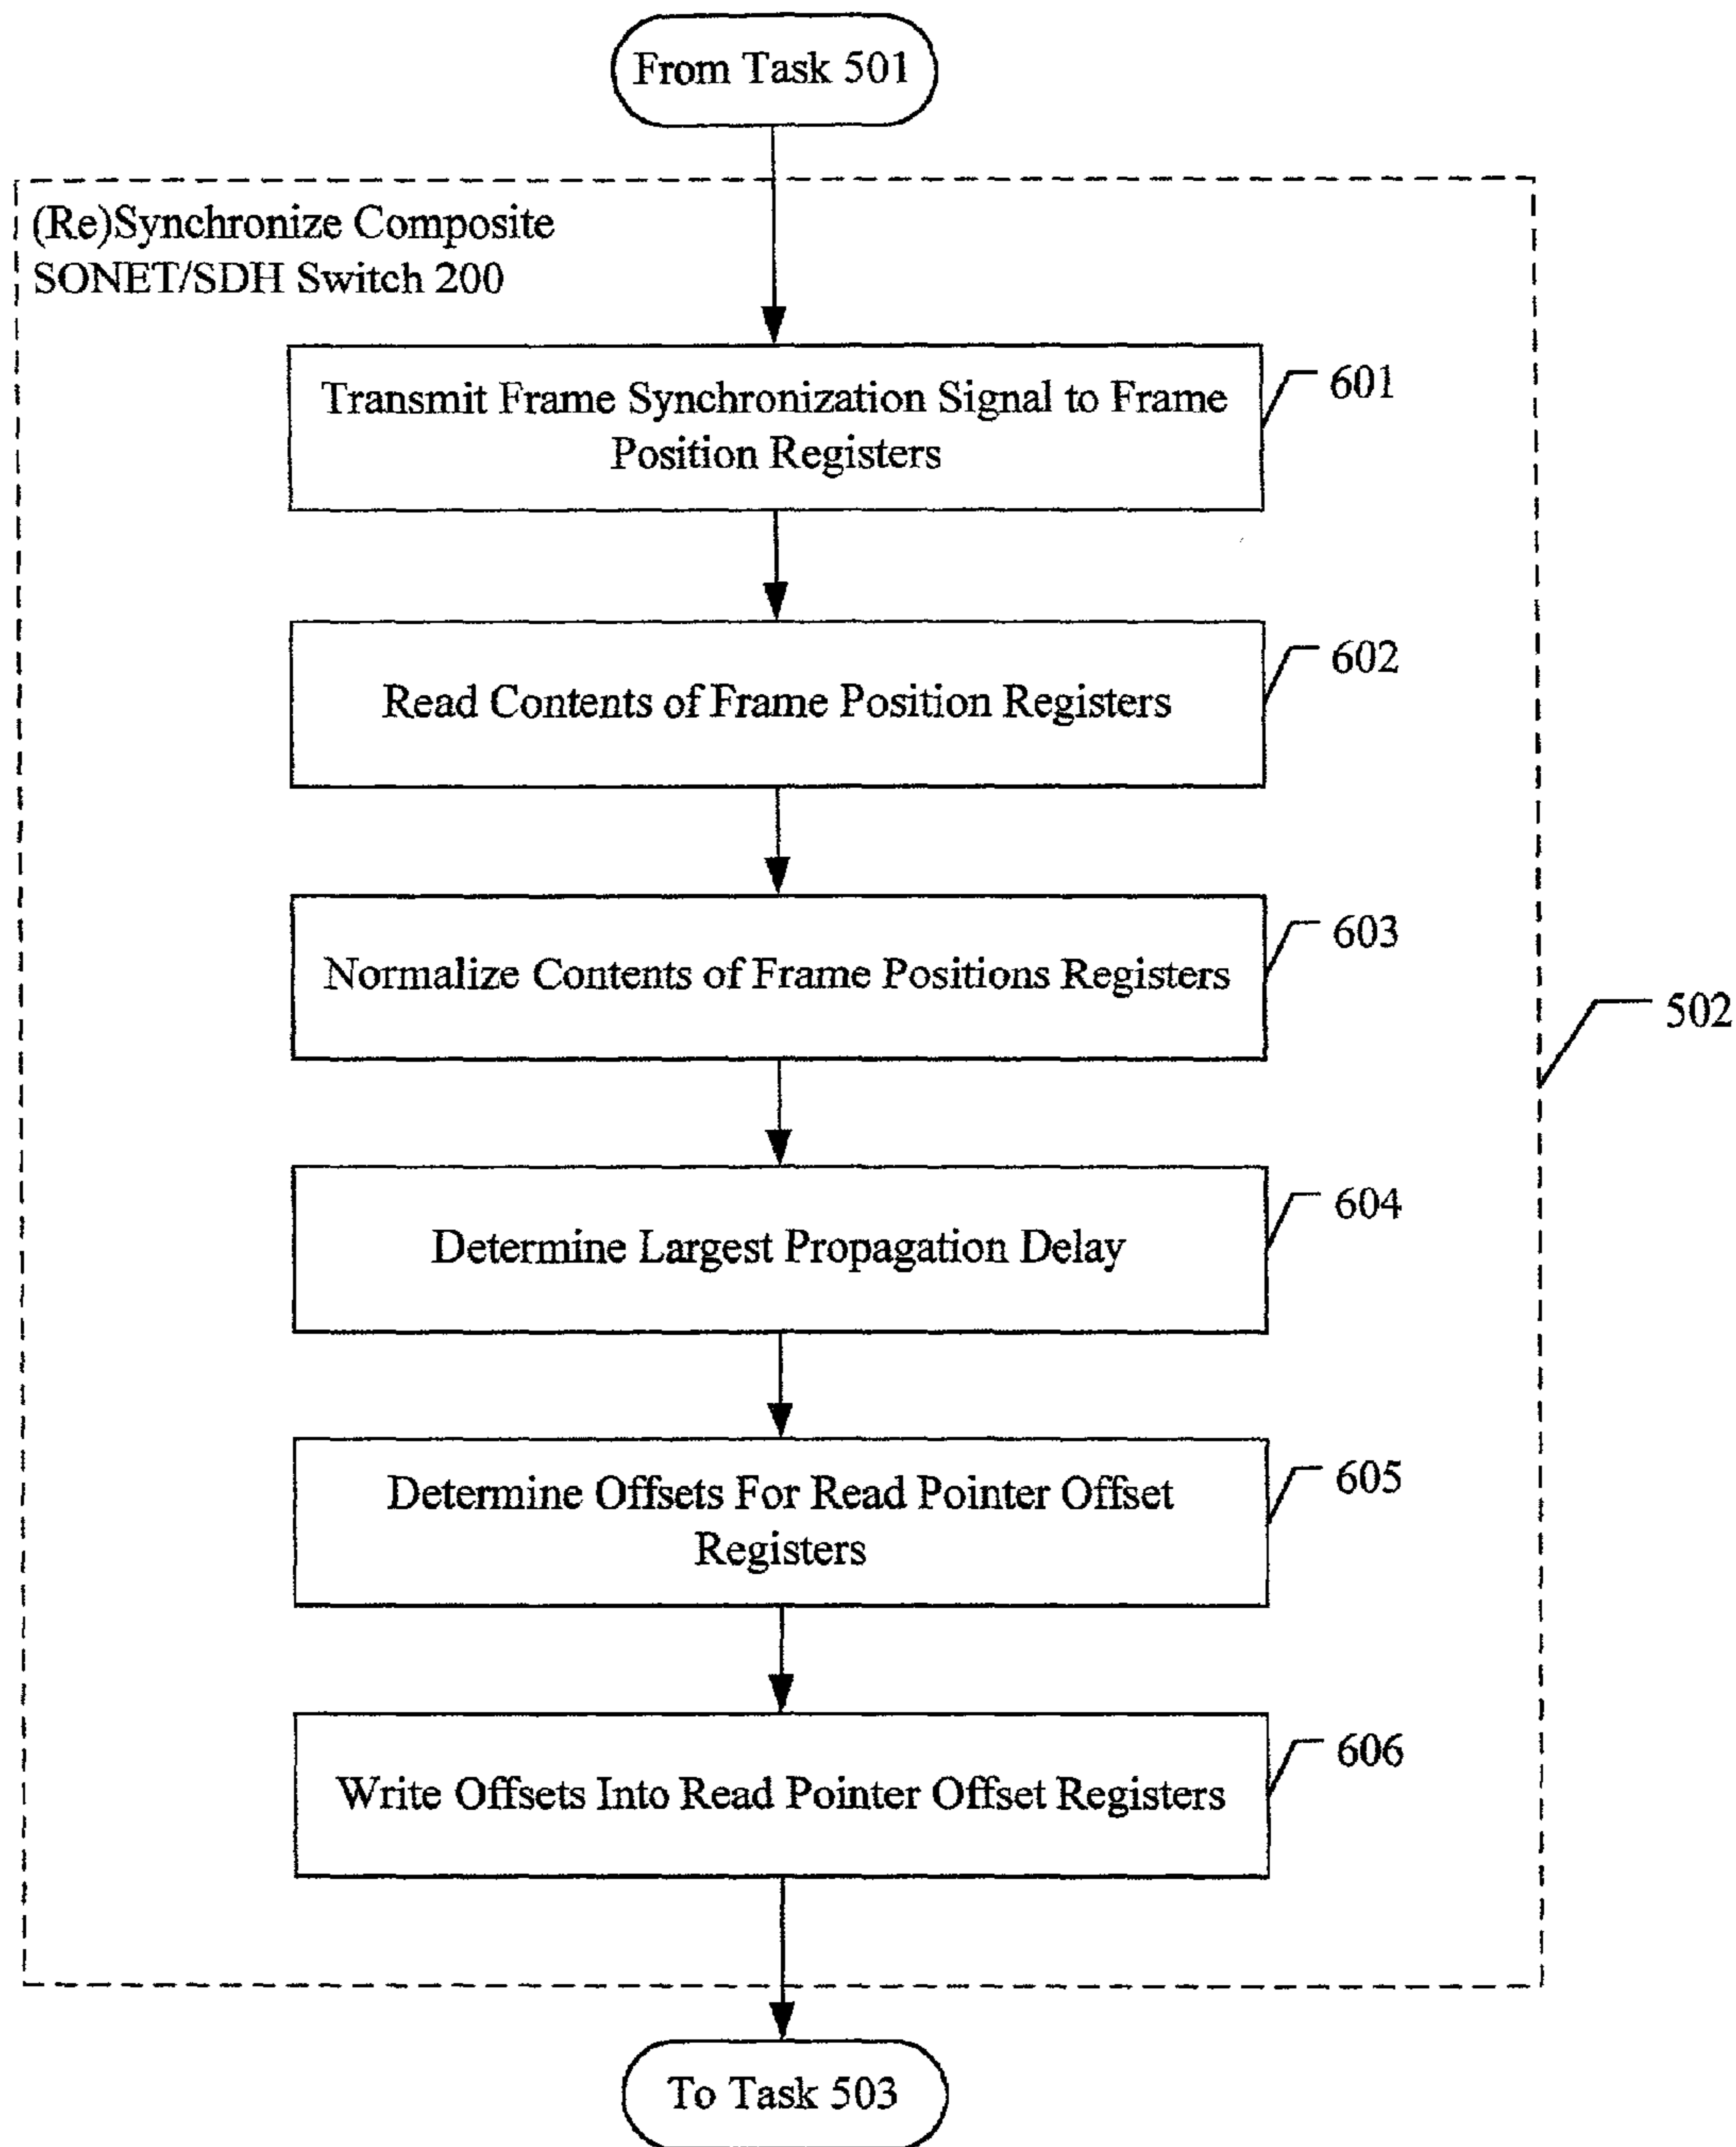 From Task 501
(Re)Synchronize Composite
SONET/SDH Switch 200
Transmit Frame Synchronization Signal to Frame
Position Registers
601
Read Contents of Frame Position Registers
602
Normalize Contents of Frame Positions Registers
603
502
Determine Largest Propagation Delay
604
Determine Offsets For Read Pointer Offset
Registers
605
Write Offsets Into Read Pointer Offset Registers
606
To Task 503